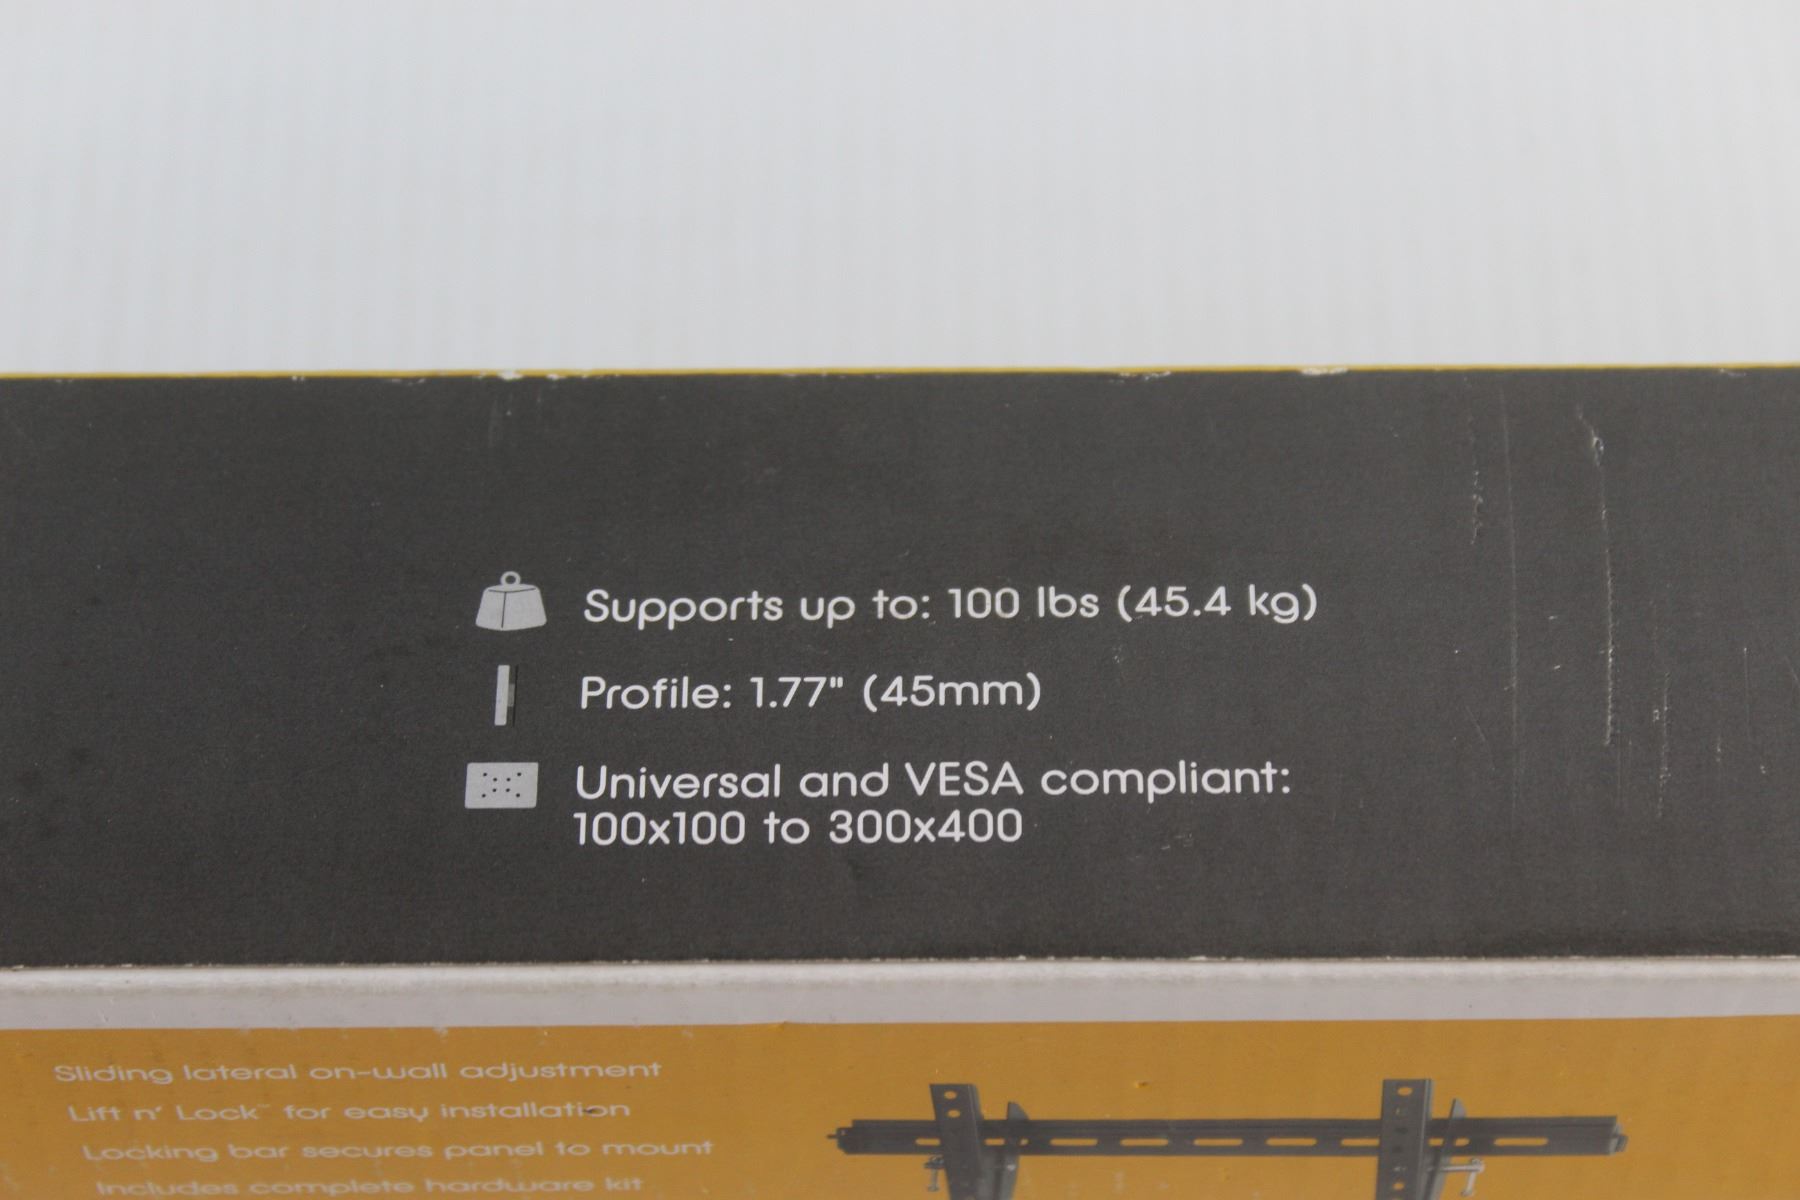 Supports up to: 100 lbs (45.4 kg)
Profile: 1.77" (45mm)
Universal and VESA compliant:
100x100 to 300x400
Sliding lateral on-wall adjustment
Lift n' Lock™ for easy installation
Locking bar secures panel to mount
Includes complete hardware kit